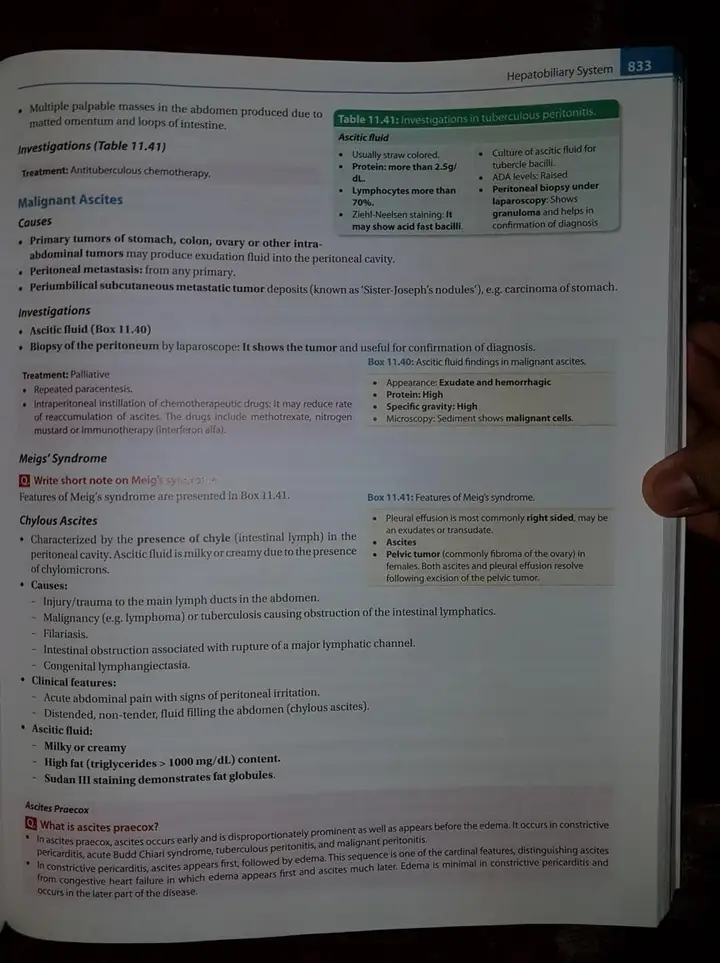 Hepatobiliary System 833
• Multiple palpable masses in the abdomen produced due to
matted omentum and loops of intestine.
Investigations (Table 11.41)
Treatment: Antituberculous chemotherapy.
Table 11.41: Investigations in tuberculous peritonitis.
Ascitic fluid
• Usually straw colored.
• Protein: more than 2.5g/
dL.
• Lymphocytes more than
70%.
• Ziehl-Neelsen staining: It
may show acid fast bacilli.
• Culture of ascitic fluid for
tubercle bacilli.
• ADA levels: Raised
• Peritoneal biopsy under
laparoscopy: Shows
granuloma and helps in
confirmation of diagnosis
Malignant Ascites
Causes
• Primary tumors of stomach, colon, ovary or other intra-
abdominal tumors may produce exudation fluid into the peritoneal cavity.
• Peritoneal metastasis: from any primary.
• Periumbilical subcutaneous metastatic tumor deposits (known as 'Sister-Joseph's nodules'), e.g. carcinoma of stomach.
Investigations
• Ascitic fluid (Box 11.40)
• Biopsy of the peritoneum by laparoscope: It shows the tumor and useful for confirmation of diagnosis.
Treatment: Palliative
• Repeated paracentesis.
• Intraperitoneal instillation of chemotherapeutic drugs: It may reduce rate
of reaccumulation of ascites. The drugs include methotrexate, nitrogen
mustard or immunotherapy (interferon alfa).
Box 11.40: Ascitic fluid findings in malignant ascites.
• Appearance: Exudate and hemorrhagic
• Protein: High
• Specific gravity: High
• Microscopy: Sediment shows malignant cells.
Meigs' Syndrome
Q. Write short note on Meig's
Features of Meig's syndrome are presented in Box 11.41.
Box 11.41: Features of Meig's syndrome.
• Pleural effusion is most commonly right sided, may be
an exudates or transudate.
• Ascites
• Pelvic tumor (commonly fibroma of the ovary) in
females. Both ascites and pleural effusion resolve
following excision of the pelvic tumor.
Chylous Ascites
• Characterized by the presence of chyle (intestinal lymph) in the
peritoneal cavity. Ascitic fluid is milky or creamy due to the presence
of chylomicrons.
• Causes:
– Injury/trauma to the main lymph ducts in the abdomen.
– Malignancy (e.g. lymphoma) or tuberculosis causing obstruction of the intestinal lymphatics.
– Filariasis.
– Intestinal obstruction associated with rupture of a major lymphatic channel.
– Congenital lymphangiectasia.
• Clinical features:
– Acute abdominal pain with signs of peritoneal irritation.
– Distended, non-tender, fluid filling the abdomen (chylous ascites).
• Ascitic fluid:
– Milky or creamy
– High fat (triglycerides > 1000 mg/dL) content.
– Sudan III staining demonstrates fat globules.
Ascites Praecox
Q. What is ascites praecox?
• In ascites praecox, ascites occurs early and is disproportionately prominent as well as appears before the edema. It occurs in constrictive
pericarditis, acute Budd Chiari syndrome, tuberculous peritonitis, and malignant peritonitis.
• In constrictive pericarditis, ascites appears first, followed by edema. This sequence is one of the cardinal features, distinguishing ascites
from congestive heart failure in which edema appears first and ascites much later. Edema is minimal in constrictive pericarditis and
occurs in the later part of the disease.